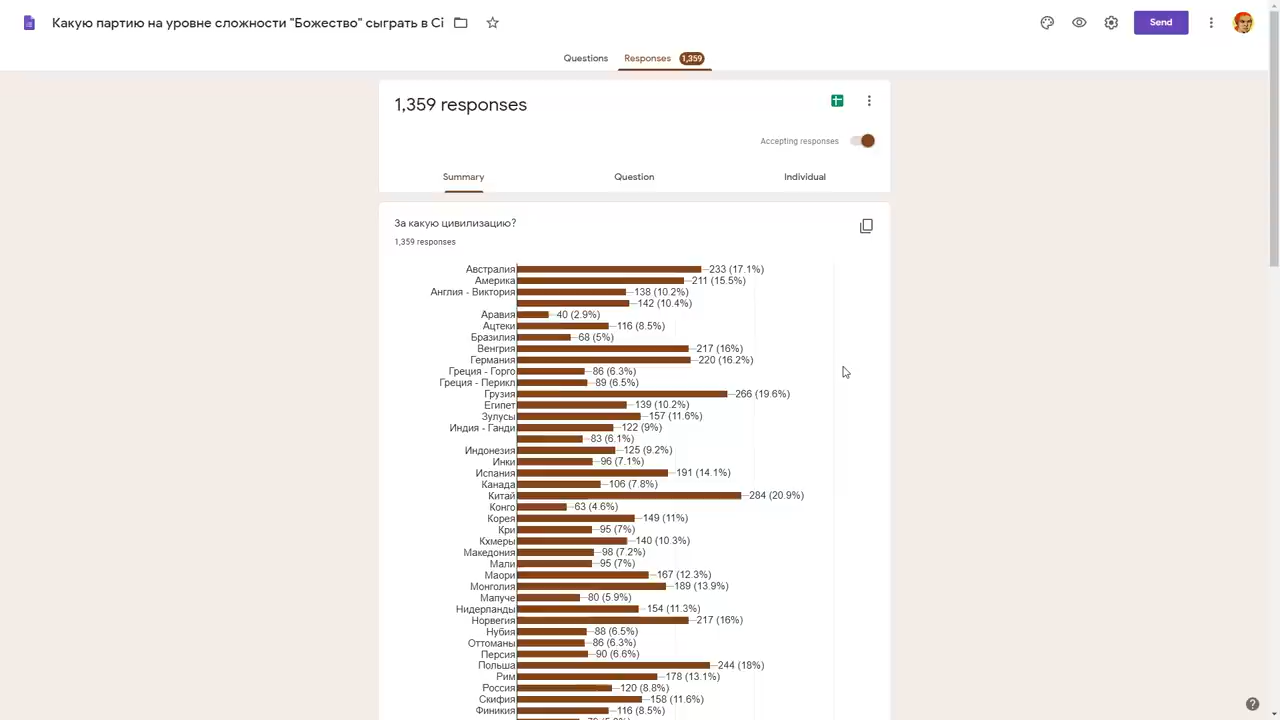 Какую партию на уровне сложности "Божество" сыграть в Ci
Send
Questions
Responses 1,359
1,359 responses
Accepting responses
Summary
Question
Individual
За какую цивилизацию?
1,359 responses
Австралия 233 (17.1%)
Америка 211 (15.5%)
Англия - Виктория 138 (10.2%)
142 (10.4%)
Аравия 40 (2.9%)
Ацтеки 116 (8.5%)
Бразилия 68 (5%)
Венгрия 217 (16%)
Германия 220 (16.2%)
Греция - Горго 86 (6.3%)
Греция - Перикл 89 (6.5%)
Грузия 266 (19.6%)
Египет 139 (10.2%)
Зулусы 157 (11.6%)
Индия - Ганди 122 (9%)
83 (6.1%)
Индонезия 125 (9.2%)
Инки 96 (7.1%)
Испания 191 (14.1%)
Канада 106 (7.8%)
Китай 284 (20.9%)
Конго 63 (4.6%)
Корея 149 (11%)
Кри 95 (7%)
Кхмеры 140 (10.3%)
Македония 98 (7.2%)
Мали 95 (7%)
Маори 167 (12.3%)
Монголия 189 (13.9%)
Мапуче 80 (5.9%)
Нидерланды 154 (11.3%)
Норвегия 217 (16%)
Нубия 88 (6.5%)
Оттоманы 86 (6.3%)
Персия 90 (6.6%)
Польша 244 (18%)
Рим 178 (13.1%)
Россия 120 (8.8%)
Скифия 158 (11.6%)
Финикия 116 (8.5%)